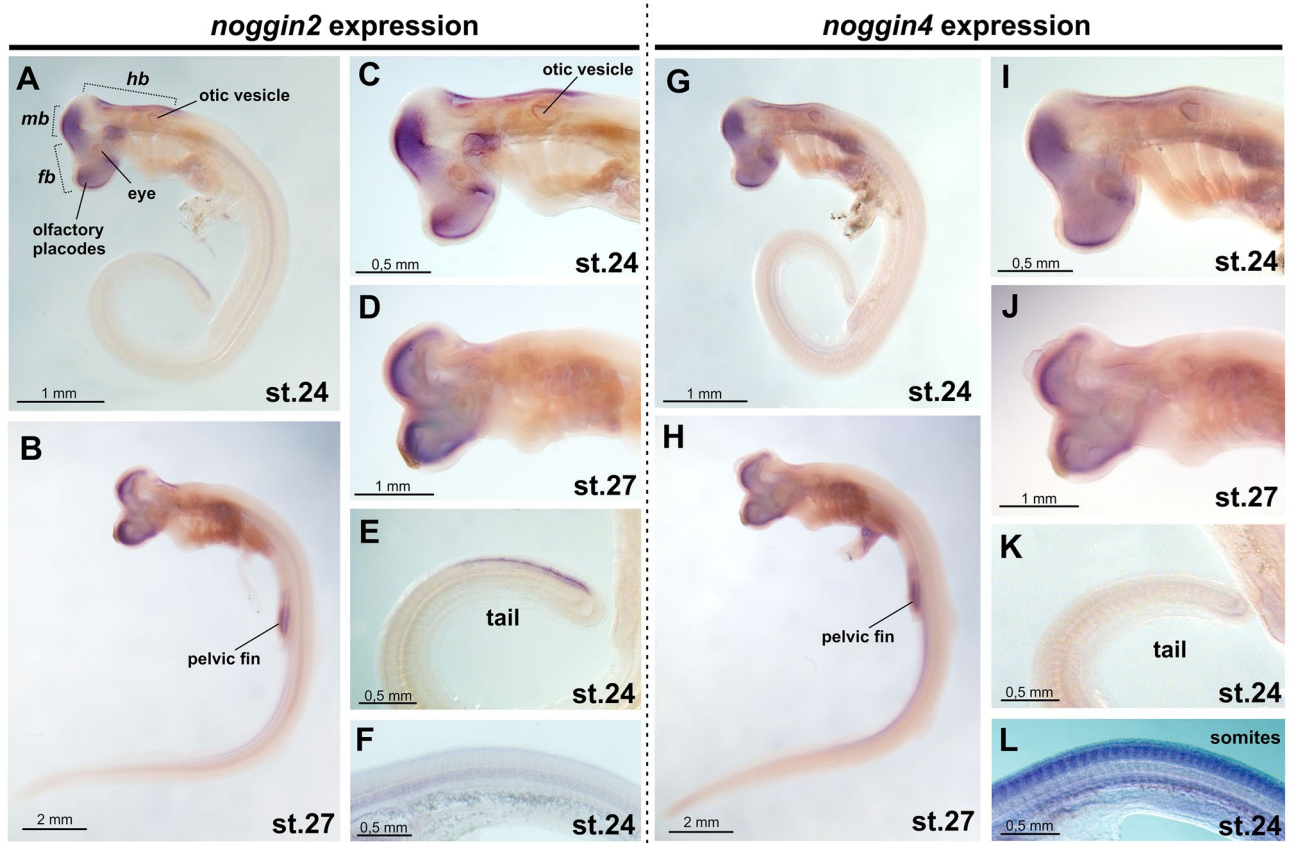 noggin2 expression
A
hb
otic vesicle
mb
fb
eye
olfactory
placodes
1 mm
st.24
B
pelvic fin
2 mm
st.27
C
otic vesicle
0,5 mm
st.24
D
1 mm
st.27
E
tail
0,5 mm
st.24
F
0,5 mm
st.24
noggin4 expression
G
1 mm
st.24
H
pelvic fin
2 mm
st.27
I
0,5 mm
st.24
J
1 mm
st.27
K
tail
0,5 mm
st.24
L
somites
0,5 mm
st.24